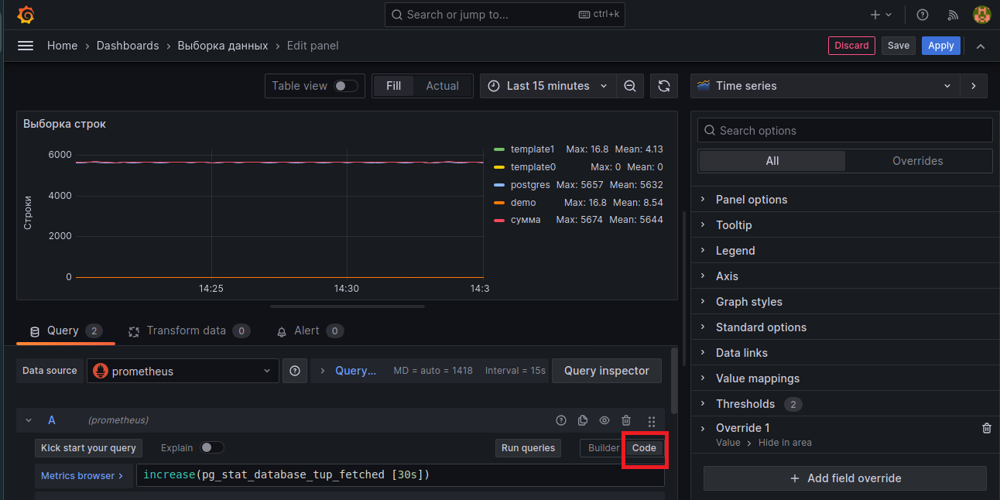 Search or jump to... ctrl+k
Home › Dashboards › Выборка данных › Edit panel Discard Save Apply
Table view Fill Actual Last 15 minutes Time series
Выборка строк
Строки
6000
4000
2000
0
14:25 14:30 14:3
template1 Max: 16.8 Mean: 4.13
template0 Max: 0 Mean: 0
postgres Max: 5657 Mean: 5632
demo Max: 16.8 Mean: 8.54
сумма Max: 5674 Mean: 5644
Query 2 Transform data 0 Alert 0
Data source prometheus Query... MD = auto = 1418 Interval = 15s Query inspector
A (prometheus)
Kick start your query Explain Run queries Builder Code
Metrics browser > increase(pg_stat_database_tup_fetched [30s])
Search options
All Overrides
Panel options
Tooltip
Legend
Axis
Graph styles
Standard options
Data links
Value mappings
Thresholds 2
Override 1
Value > Hide in area
+ Add field override